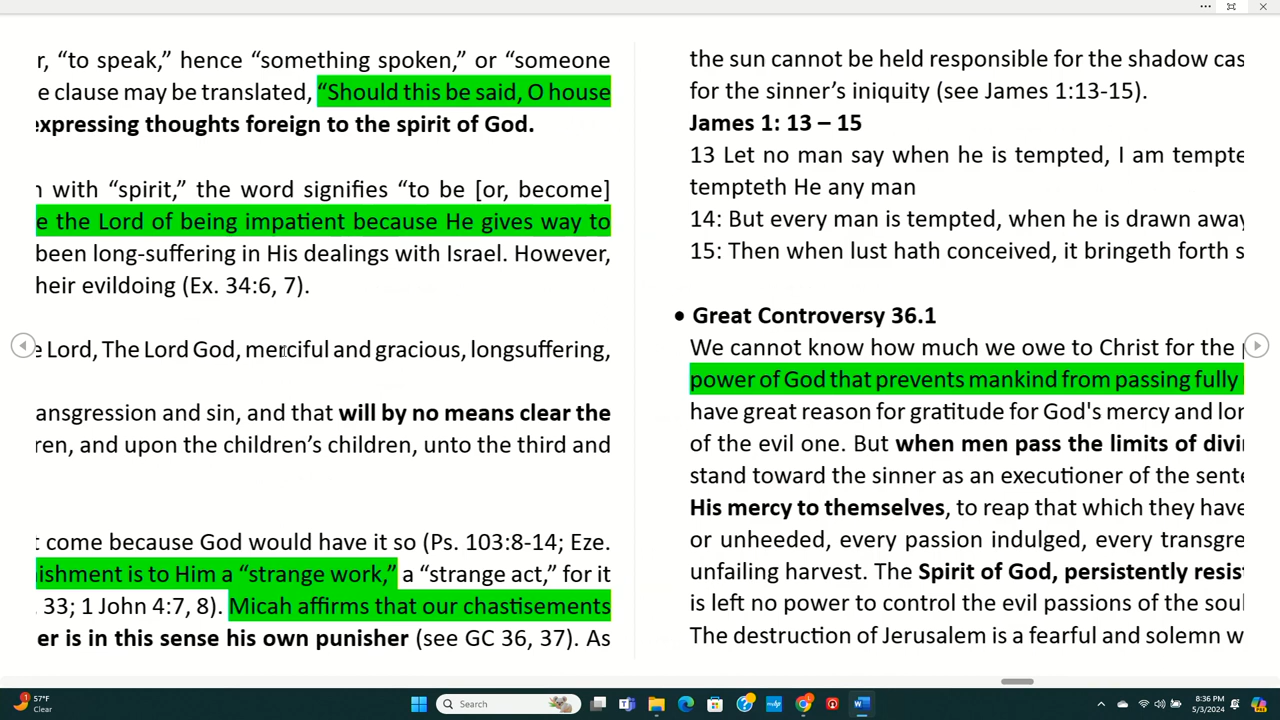 r, “to speak,” hence “something spoken,” or “someone
e clause may be translated, “Should this be said, O house
expressing thoughts foreign to the spirit of God.
n with “spirit,” the word signifies “to be [or, become]
e the Lord of being impatient because He gives way to
been long-suffering in His dealings with Israel. However,
heir evildoing (Ex. 34:6, 7).
e Lord, The Lord God, merciful and gracious, longsuffering,
ansgression and sin, and that will by no means clear the
ren, and upon the children’s children, unto the third and
t come because God would have it so (Ps. 103:8-14; Eze.
nishment is to Him a “strange work,” a “strange act,” for it
. 33; 1 John 4:7, 8). Micah affirms that our chastisements
er is in this sense his own punisher (see GC 36, 37). As
the sun cannot be held responsible for the shadow cas
for the sinner’s iniquity (see James 1:13-15).
James 1: 13 – 15
13 Let no man say when he is tempted, I am tempte
tempteth He any man
14: But every man is tempted, when he is drawn away
15: Then when lust hath conceived, it bringeth forth s
• Great Controversy 36.1
We cannot know how much we owe to Christ for the p
power of God that prevents mankind from passing fully
have great reason for gratitude for God's mercy and lon
of the evil one. But when men pass the limits of divi
stand toward the sinner as an executioner of the sente
His mercy to themselves, to reap that which they have
or unheeded, every passion indulged, every transgre
unfailing harvest. The Spirit of God, persistently resis
is left no power to control the evil passions of the soul
The destruction of Jerusalem is a fearful and solemn w
1
57°F
Clear
Search
8:36 PM
5/3/2024